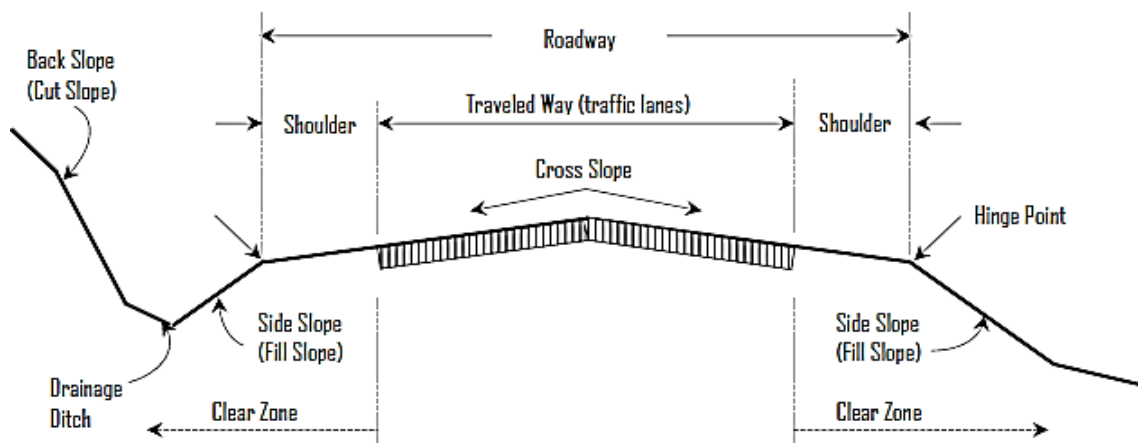 Roadway
Back Slope
(Cut Slope)
Shoulder
Traveled Way (traffic lanes)
Shoulder
Cross Slope
Hinge Point
Side Slope
(Fill Slope)
Side Slope
(Fill Slope)
Drainage
Ditch
Clear Zone
Clear Zone